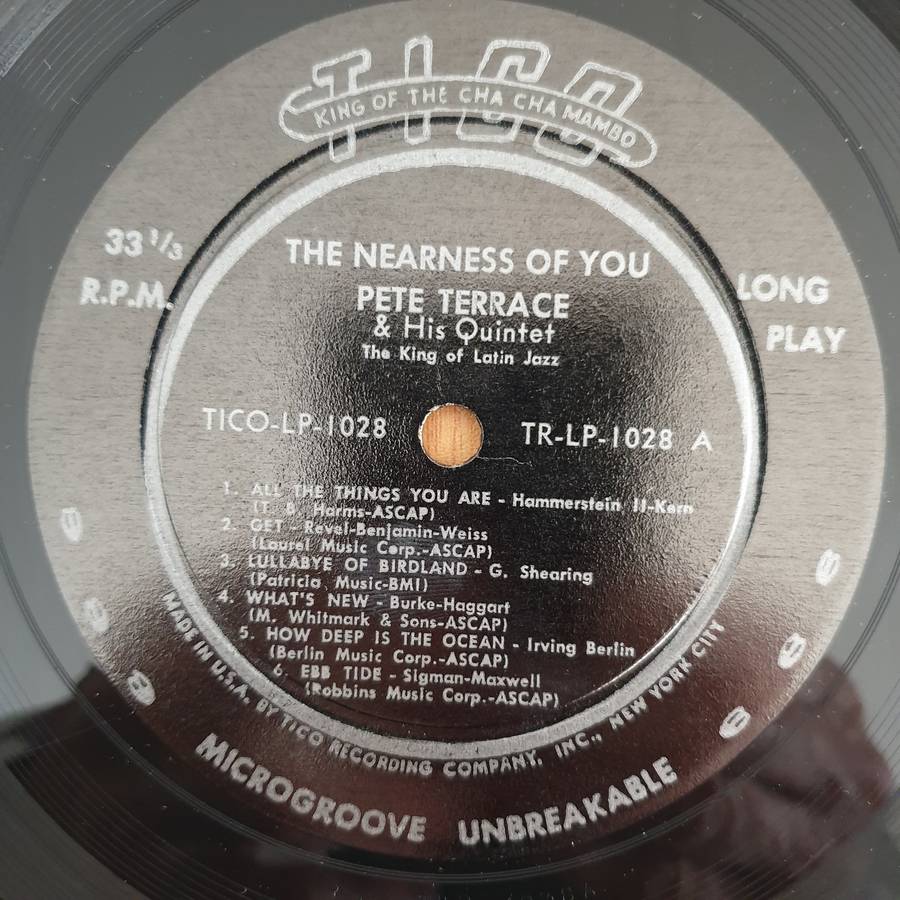 TICO
KING OF THE CHA CHA MAMBO
33 1/3
R.P.M.
LONG
PLAY
THE NEARNESS OF YOU
PETE TERRACE
& His Quintet
The King of Latin Jazz
TICO-LP-1028
TR-LP-1028 A
1. ALL THE THINGS YOU ARE - Hammerstein II-Kern
(T. B. Harms-ASCAP)
2. GET - Revel-Benjamin-Weiss
(Laurel Music Corp.-ASCAP)
3. LULLABYE OF BIRDLAND - G. Shearing
(Patricia Music-BMI)
4. WHAT'S NEW - Burke-Haggart
(M. Whitmark & Sons-ASCAP)
5. HOW DEEP IS THE OCEAN - Irving Berlin
(Berlin Music Corp.-ASCAP)
6. EBB TIDE - Sigman-Maxwell
(Robbins Music Corp.-ASCAP)
MADE IN U.S.A. BY TICO RECORDING COMPANY, INC., NEW YORK CITY
MICROGROOVE UNBREAKABLE